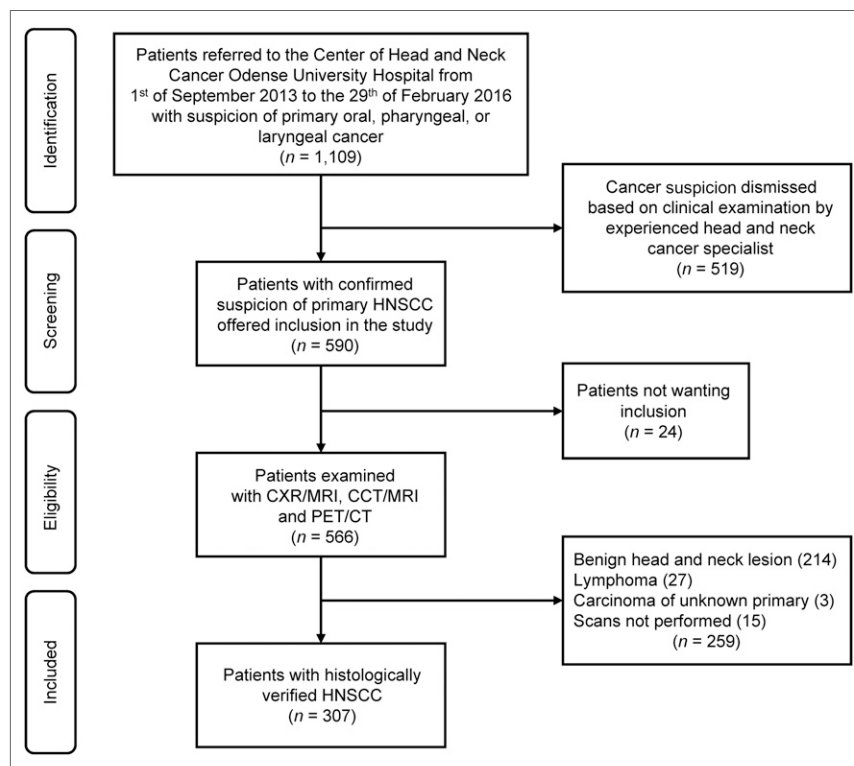 Identification
Patients referred to the Center of Head and Neck
Cancer Odense University Hospital from
1st of September 2013 to the 29th of February 2016
with suspicion of primary oral, pharyngeal, or
laryngeal cancer
(n = 1,109)
Cancer suspicion dismissed
based on clinical examination by
experienced head and neck
cancer specialist
(n = 519)
Screening
Patients with confirmed
suspicion of primary HNSCC
offered inclusion in the study
(n = 590)
Patients not wanting
inclusion
(n = 24)
Eligibility
Patients examined
with CXR/MRI, CCT/MRI
and PET/CT
(n = 566)
Benign head and neck lesion (214)
Lymphoma (27)
Carcinoma of unknown primary (3)
Scans not performed (15)
(n = 259)
Included
Patients with histologically
verified HNSCC
(n = 307)